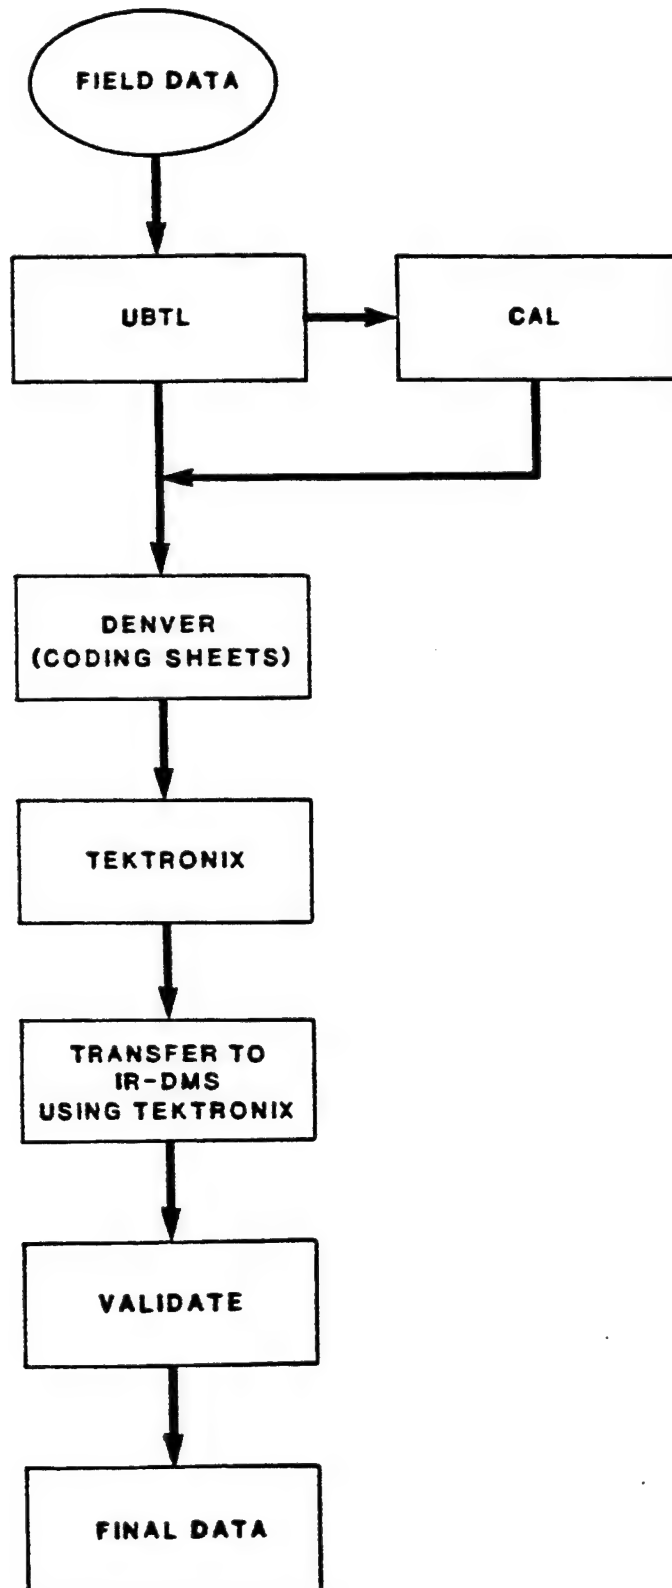 FIELD DATA
UBTL
CAL
DENVER
(CODING SHEETS)
TEKTRONIX
TRANSFER TO
IR-DMS
USING TEKTRONIX
VALIDATE
FINAL DATA